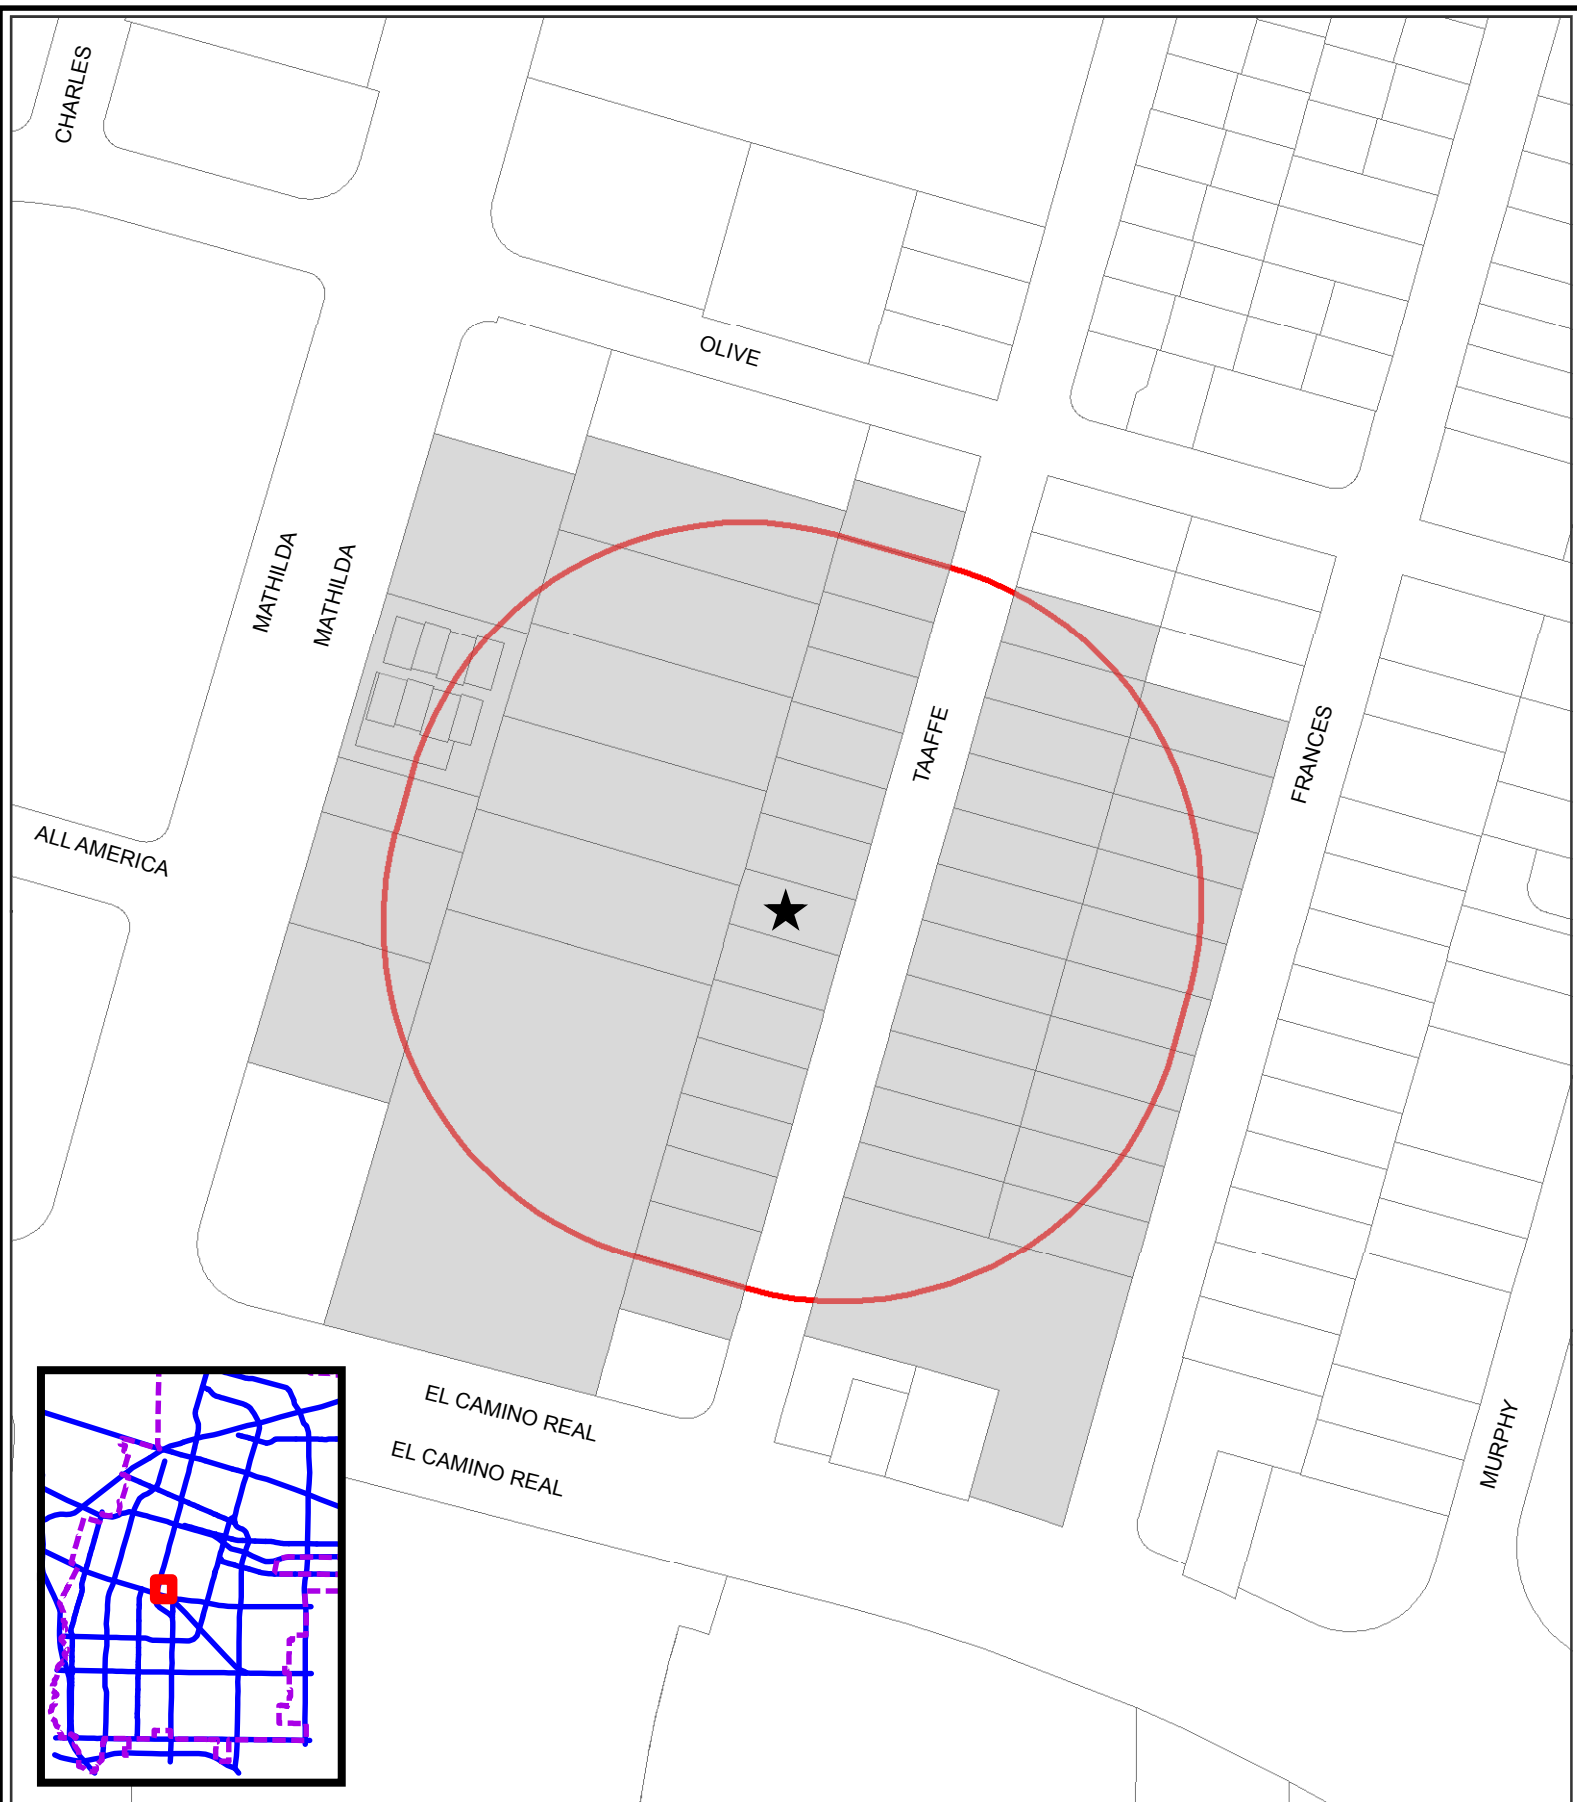 CHARLES
OLIVE
MATHILDA
MATHILDA
TAAFFE
FRANCES
ALL AMERICA
EL CAMINO REAL
EL CAMINO REAL
MURPHY